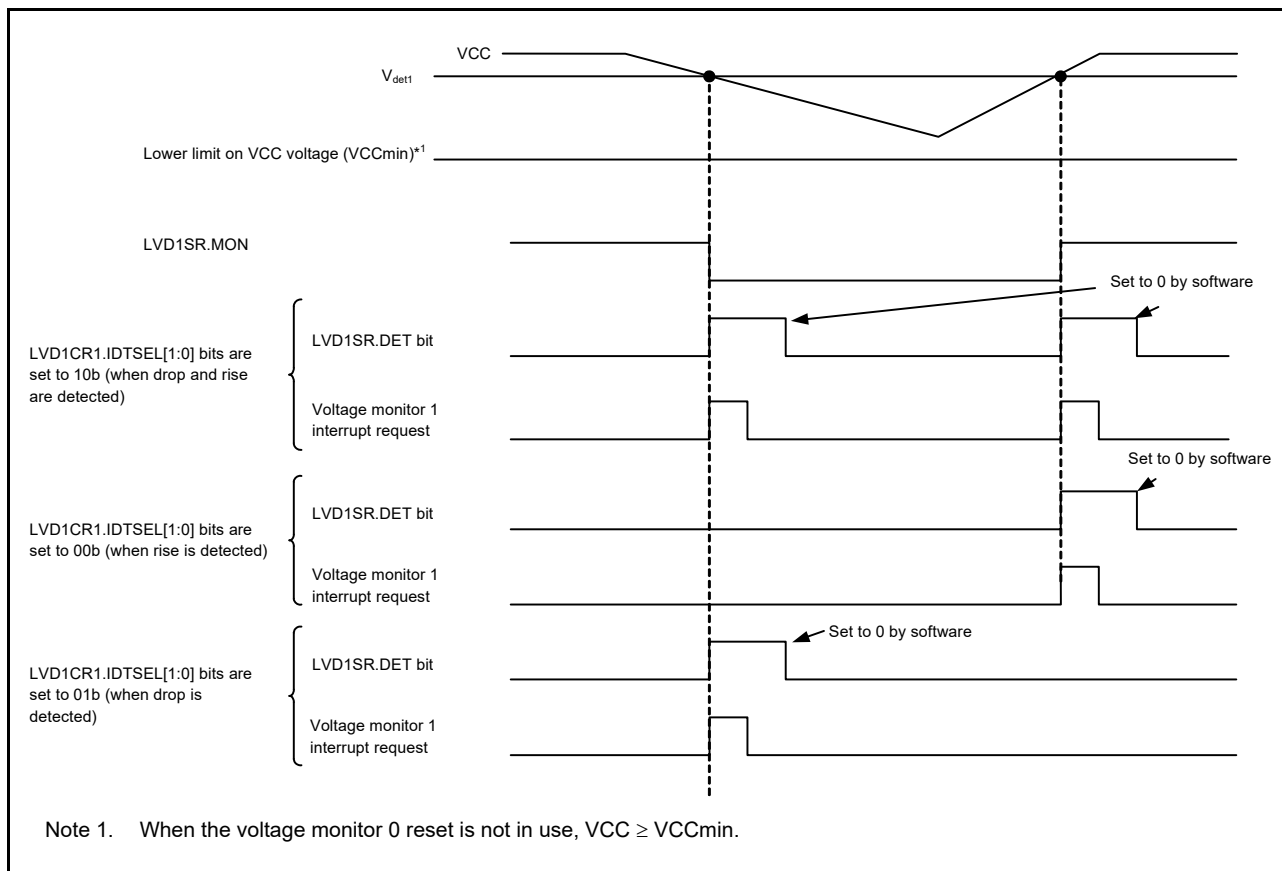 VCC
Vdet1
Lower limit on VCC voltage (VCCmin)*1
LVD1SR.MON
Set to 0 by software
LVD1CR1.IDTSEL[1:0] bits are
set to 10b (when drop and rise
are detected)
LVD1SR.DET bit
Voltage monitor 1
interrupt request
Set to 0 by software
LVD1CR1.IDTSEL[1:0] bits are
set to 00b (when rise is detected)
LVD1SR.DET bit
Voltage monitor 1
interrupt request
Set to 0 by software
LVD1CR1.IDTSEL[1:0] bits are
set to 01b (when drop is
detected)
LVD1SR.DET bit
Voltage monitor 1
interrupt request
Note 1. When the voltage monitor 0 reset is not in use, VCC ≥ VCCmin.